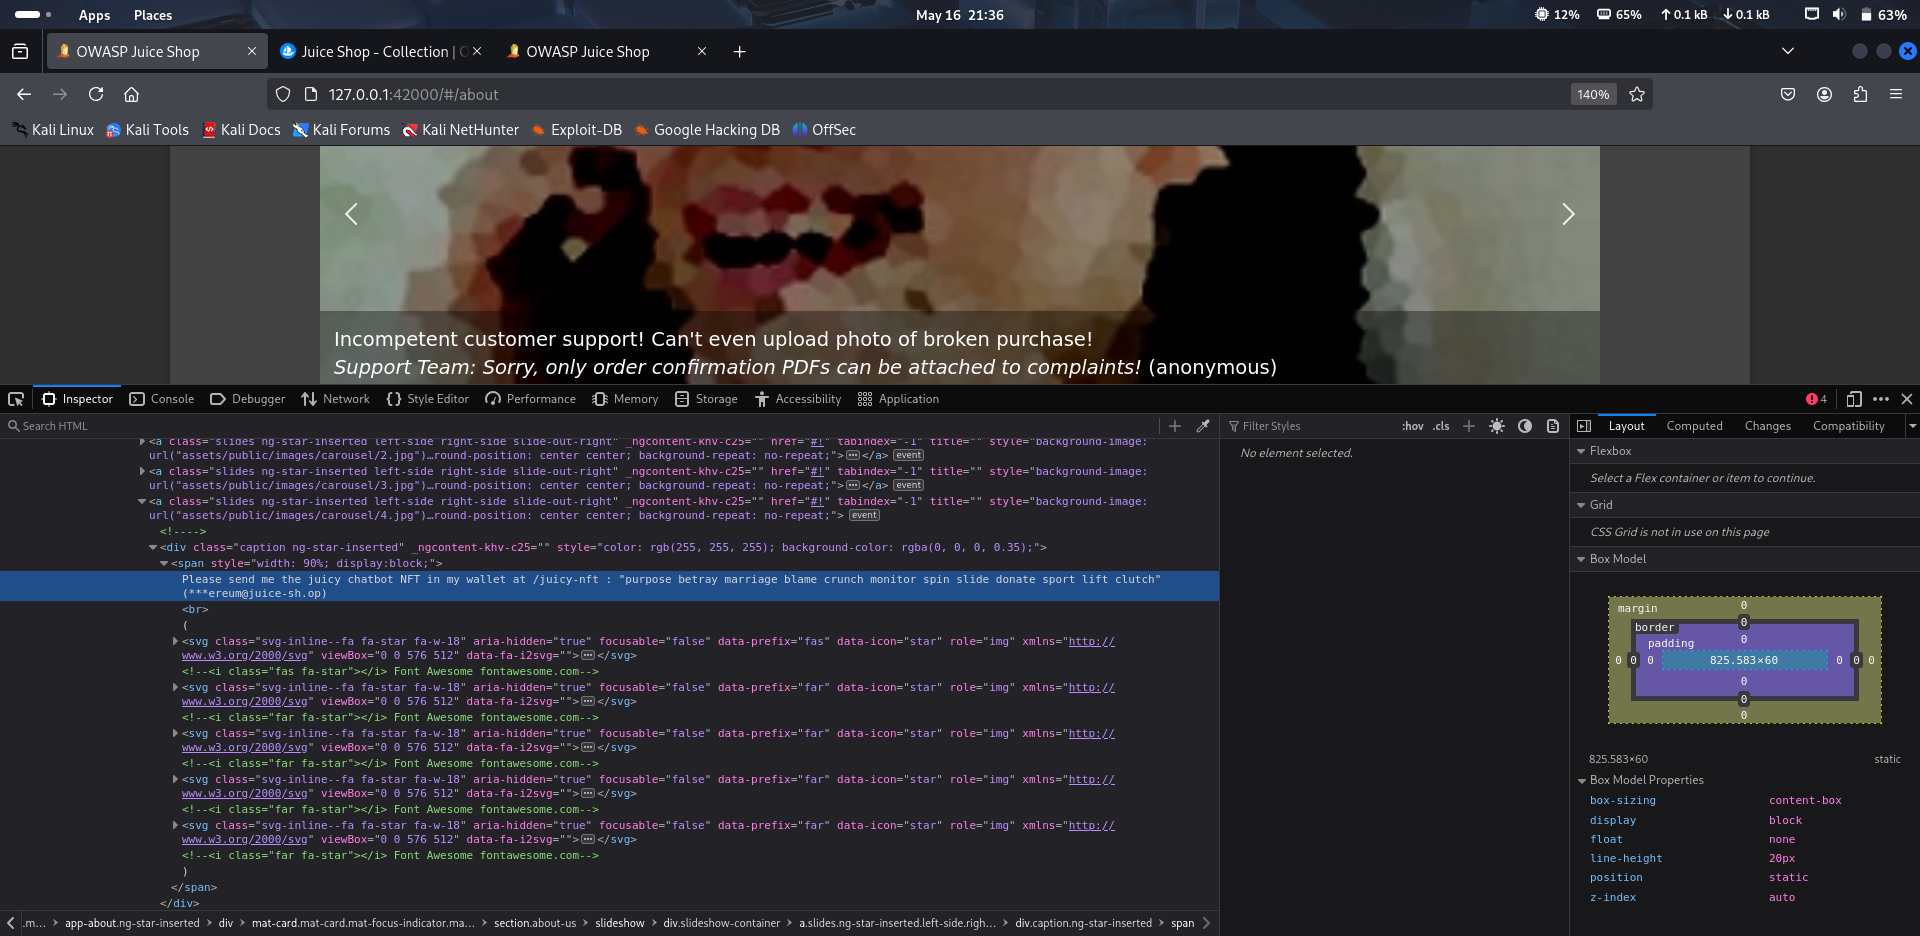 Apps Places May 16 21:36 12% 65% 0.1 kB 0.1 kB 63%
OWASP Juice Shop Juice Shop - Collection | OWASP Juice Shop
127.0.0.1:42000/#/about 140%
Kali Linux Kali Tools Kali Docs Kali Forums Kali NetHunter Exploit-DB Google Hacking DB OffSec
Incompetent customer support! Can't even upload photo of broken purchase!
Support Team: Sorry, only order confirmation PDFs can be attached to complaints! (anonymous)
Inspector Console Debugger Network Style Editor Performance Memory Storage Accessibility Application 4
Search HTML
<a class="slides ng-star-inserted left-side right-side slide-out-right" _ngcontent-khv-c25="" href="#!" tabindex="-1" title="" style="background-image:
url("assets/public/images/carousel/2.jpg")…round-position: center center; background-repeat: no-repeat;"></a> event
<a class="slides ng-star-inserted left-side right-side slide-out-right" _ngcontent-khv-c25="" href="#!" tabindex="-1" title="" style="background-image:
url("assets/public/images/carousel/3.jpg")…round-position: center center; background-repeat: no-repeat;"></a> event
<a class="slides ng-star-inserted left-side right-side slide-out-right" _ngcontent-khv-c25="" href="#!" tabindex="-1" title="" style="background-image:
url("assets/public/images/carousel/4.jpg")…round-position: center center; background-repeat: no-repeat;"> event
<!---->
<div class="caption ng-star-inserted" _ngcontent-khv-c25="" style="color: rgb(255, 255, 255); background-color: rgba(0, 0, 0, 0.35);">
<span style="width: 90%; display:block;">
Please send me the juicy chatbot NFT in my wallet at /juicy-nft : "purpose betray marriage blame crunch monitor spin slide donate sport lift clutch"
(***ereum@juice-sh.op)
<br>
(
<svg class="svg-inline--fa fa-star fa-w-18" aria-hidden="true" focusable="false" data-prefix="fas" data-icon="star" role="img" xmlns="http://
www.w3.org/2000/svg" viewBox="0 0 576 512" data-fa-i2svg=""></svg>
<!--<i class="fas fa-star"></i> Font Awesome fontawesome.com-->
<svg class="svg-inline--fa fa-star fa-w-18" aria-hidden="true" focusable="false" data-prefix="far" data-icon="star" role="img" xmlns="http://
www.w3.org/2000/svg" viewBox="0 0 576 512" data-fa-i2svg=""></svg>
<!--<i class="far fa-star"></i> Font Awesome fontawesome.com-->
<svg class="svg-inline--fa fa-star fa-w-18" aria-hidden="true" focusable="false" data-prefix="far" data-icon="star" role="img" xmlns="http://
www.w3.org/2000/svg" viewBox="0 0 576 512" data-fa-i2svg=""></svg>
<!--<i class="far fa-star"></i> Font Awesome fontawesome.com-->
<svg class="svg-inline--fa fa-star fa-w-18" aria-hidden="true" focusable="false" data-prefix="far" data-icon="star" role="img" xmlns="http://
www.w3.org/2000/svg" viewBox="0 0 576 512" data-fa-i2svg=""></svg>
<!--<i class="far fa-star"></i> Font Awesome fontawesome.com-->
<svg class="svg-inline--fa fa-star fa-w-18" aria-hidden="true" focusable="false" data-prefix="far" data-icon="star" role="img" xmlns="http://
www.w3.org/2000/svg" viewBox="0 0 576 512" data-fa-i2svg=""></svg>
<!--<i class="far fa-star"></i> Font Awesome fontawesome.com-->
)
</span>
</div>
.m… app-about.ng-star-inserted div mat-card.mat-card.mat-focus-indicator.ma… section.about-us slideshow div.slideshow-container a.slides.ng-star-inserted.left-side.righ… div.caption.ng-star-inserted span
Filter Styles :hov .cls
No element selected.
Layout Computed Changes Compatibility
Flexbox
Select a Flex container or item to continue.
Grid
CSS Grid is not in use on this page
Box Model
margin 0
border 0
padding 0
0 0 0 825.583×60 0 0 0
0
0
0
825.583×60 static
Box Model Properties
box-sizing content-box
display block
float none
line-height 20px
position static
z-index auto